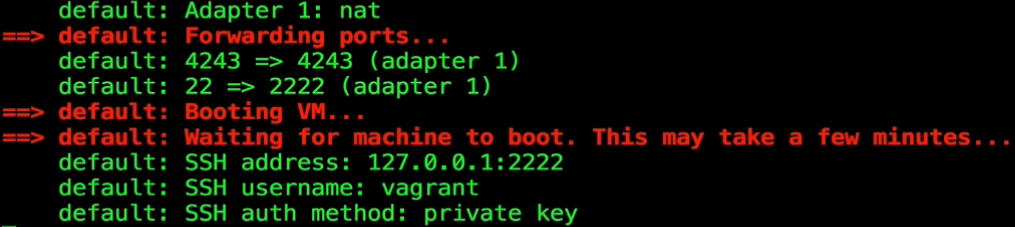 default: Adapter 1: nat
==> default: Forwarding ports...
default: 4243 => 4243 (adapter 1)
default: 22 => 2222 (adapter 1)
==> default: Booting VM...
==> default: Waiting for machine to boot. This may take a few minutes...
default: SSH address: 127.0.0.1:2222
default: SSH username: vagrant
default: SSH auth method: private key